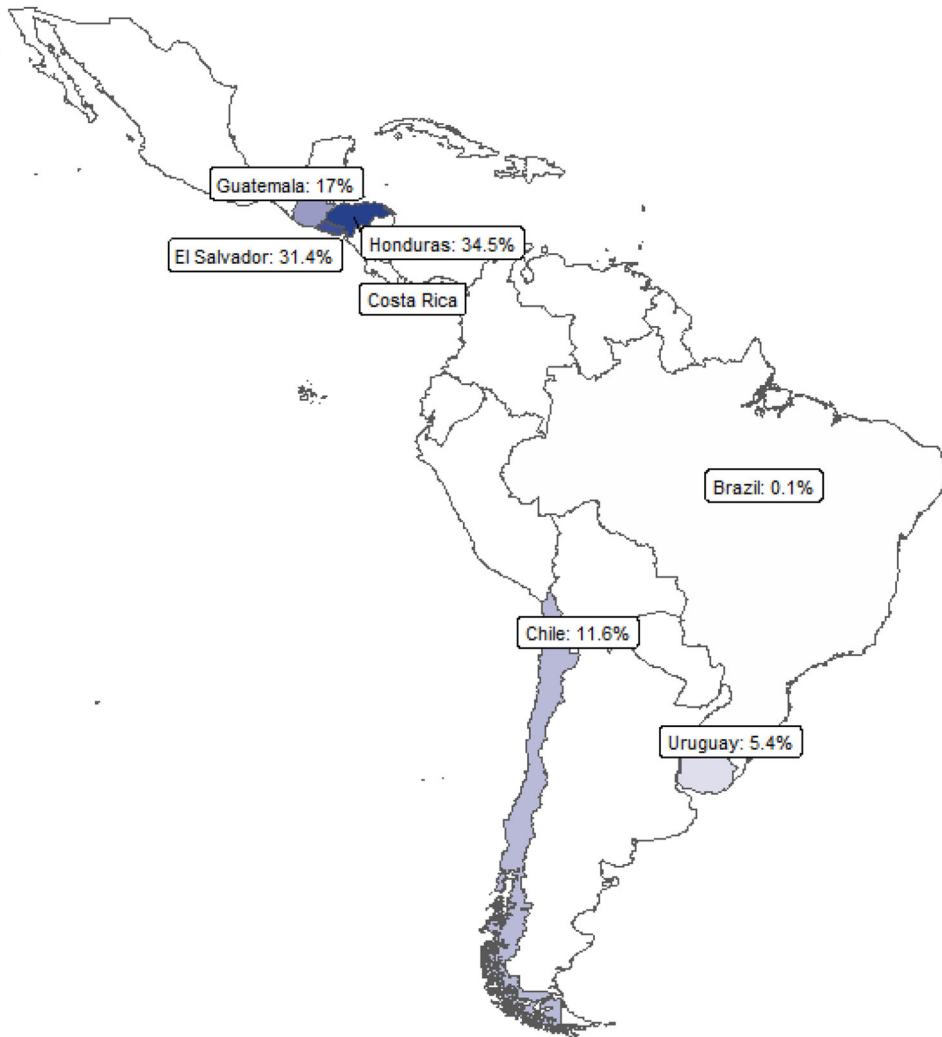 Guatemala: 17%
Honduras: 34.5%
El Salvador: 31.4%
Costa Rica
Brazil: 0.1%
Chile: 11.6%
Uruguay: 5.4%